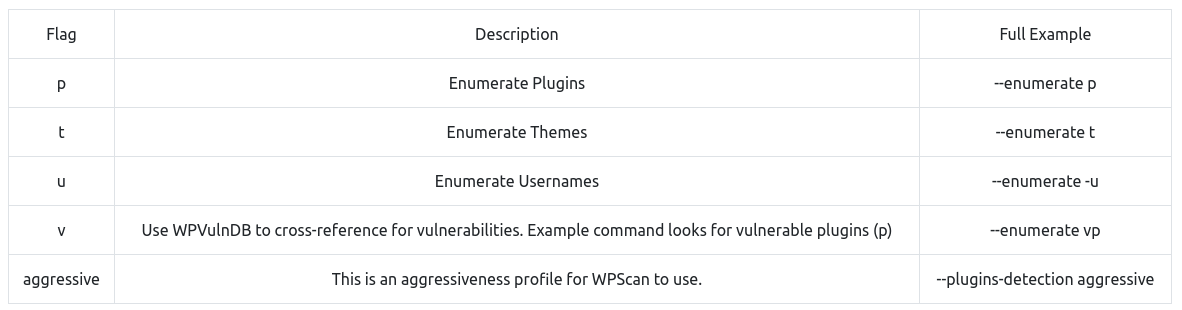 Flag Description Full Example
p Enumerate Plugins --enumerate p
t Enumerate Themes --enumerate t
u Enumerate Usernames --enumerate -u
v Use WPVulnDB to cross-reference for vulnerabilities. Example command looks for vulnerable plugins (p) --enumerate vp
aggressive This is an aggressiveness profile for WPScan to use. --plugins-detection aggressive